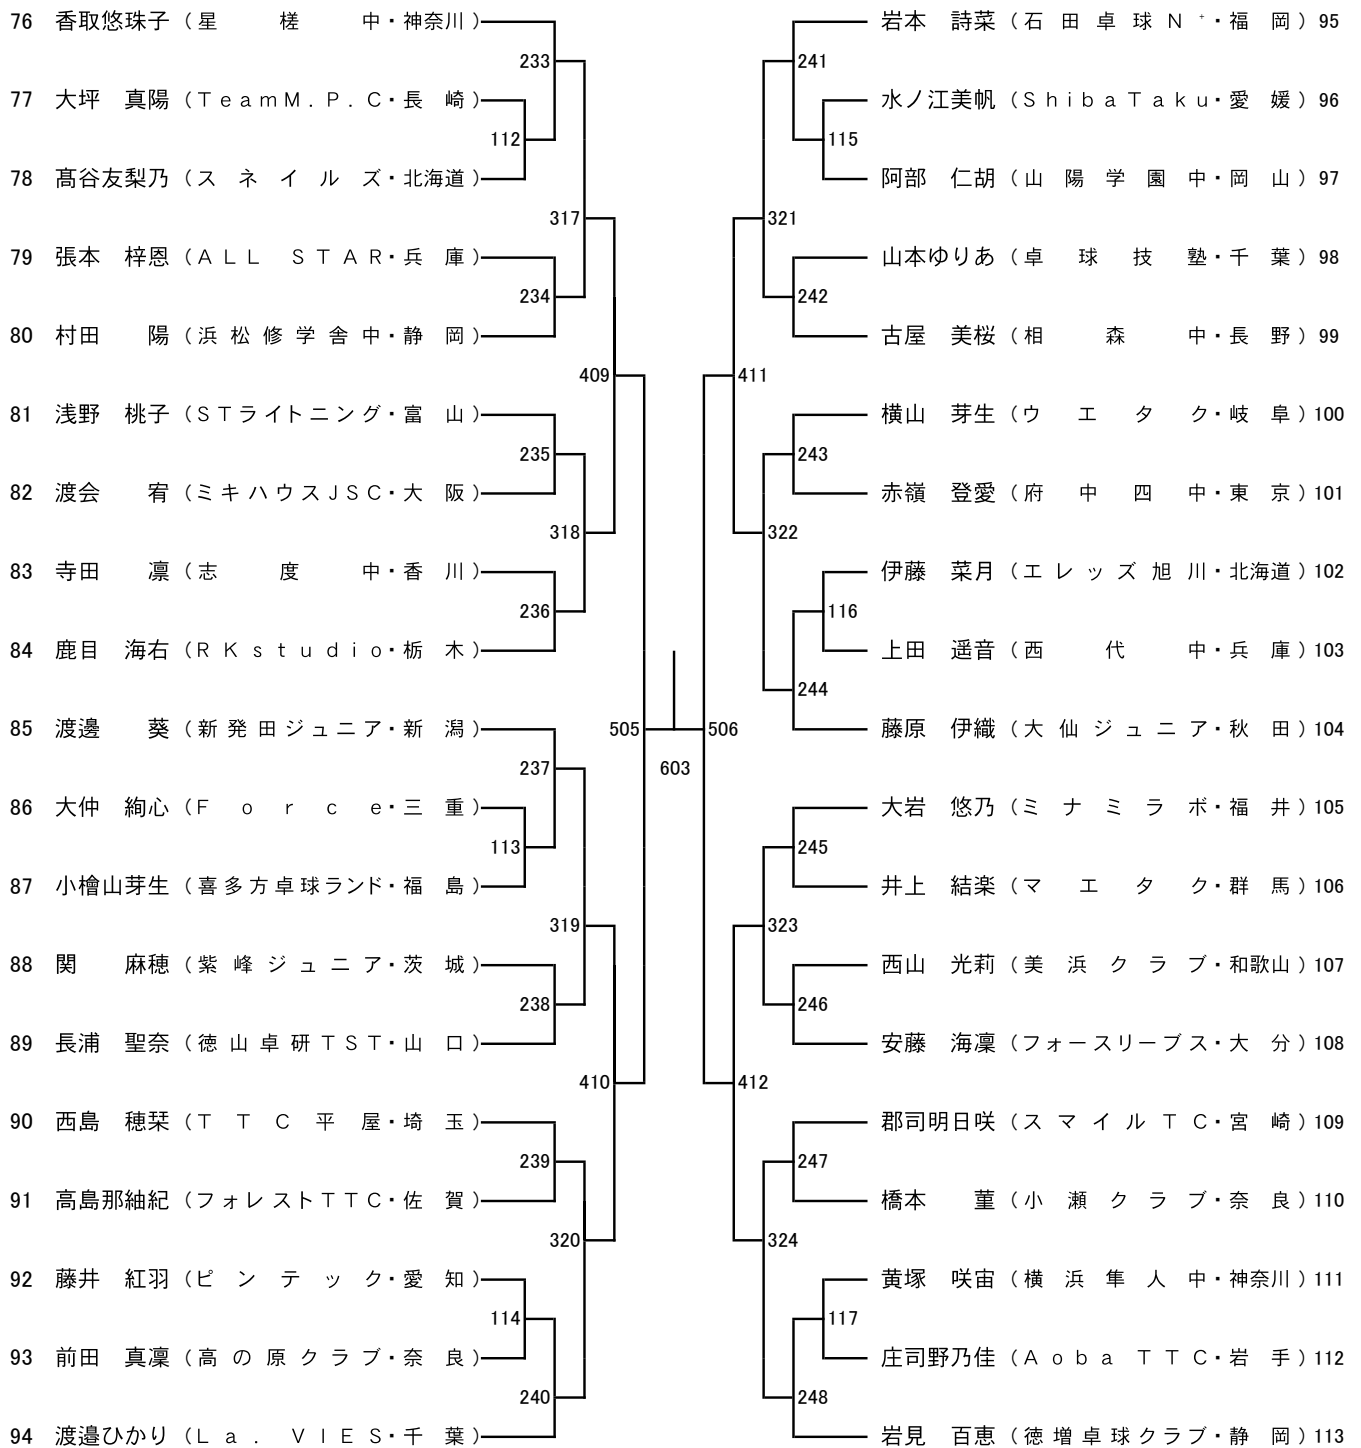 76 香取悠珠子 (星槎中・神奈川)
233
77 大坪 真陽 (TeamM.P.C・長崎)
112
78 髙谷友梨乃 (スネイルズ・北海道)
317
79 張本 梓恩 (ALL STAR・兵庫)
234
80 村田 陽 (浜松修学舎中・静岡)
409
81 浅野 桃子 (STライトニング・富山)
235
82 渡会 宥 (ミキハウスJSC・大阪)
318
83 寺田 凛 (志度中・香川)
236
84 鹿目 海右 (RKstudio・栃木)
85 渡邊 葵 (新発田ジュニア・新潟)
505
237
86 大仲 絢心 (Force・三重)
113
87 小檜山芽生 (喜多方卓球ランド・福島)
319
88 関 麻穂 (紫峰ジュニア・茨城)
238
89 長浦 聖奈 (徳山卓研TST・山口)
410
90 西島 穂栞 (TTC平屋・埼玉)
239
91 高島那紬紀 (フォレストTTC・佐賀)
320
92 藤井 紅羽 (ピンテック・愛知)
114
93 前田 真凜 (高の原クラブ・奈良)
240
94 渡邉ひかり (La. VIES・千葉)
603
岩本 詩菜 (石田卓球N⁺・福岡) 95
241
水ノ江美帆 (ShibaTaku・愛媛) 96
115
阿部 仁胡 (山陽学園中・岡山) 97
321
山本ゆりあ (卓球技塾・千葉) 98
242
古屋 美桜 (相森中・長野) 99
411
横山 芽生 (ウエタク・岐阜) 100
243
赤嶺 登愛 (府中四中・東京) 101
322
伊藤 菜月 (エレッズ旭川・北海道) 102
116
上田 遥音 (西代中・兵庫) 103
244
藤原 伊織 (大仙ジュニア・秋田) 104
506
大岩 悠乃 (ミナミラボ・福井) 105
245
井上 結楽 (マエタク・群馬) 106
323
西山 光莉 (美浜クラブ・和歌山) 107
246
安藤 海凜 (フォースリーブス・大分) 108
412
郡司明日咲 (スマイルTC・宮崎) 109
247
橋本 菫 (小瀬クラブ・奈良) 110
324
黄塚 咲宙 (横浜隼人中・神奈川) 111
117
庄司野乃佳 (Aoba TTC・岩手) 112
248
岩見 百恵 (徳増卓球クラブ・静岡) 113